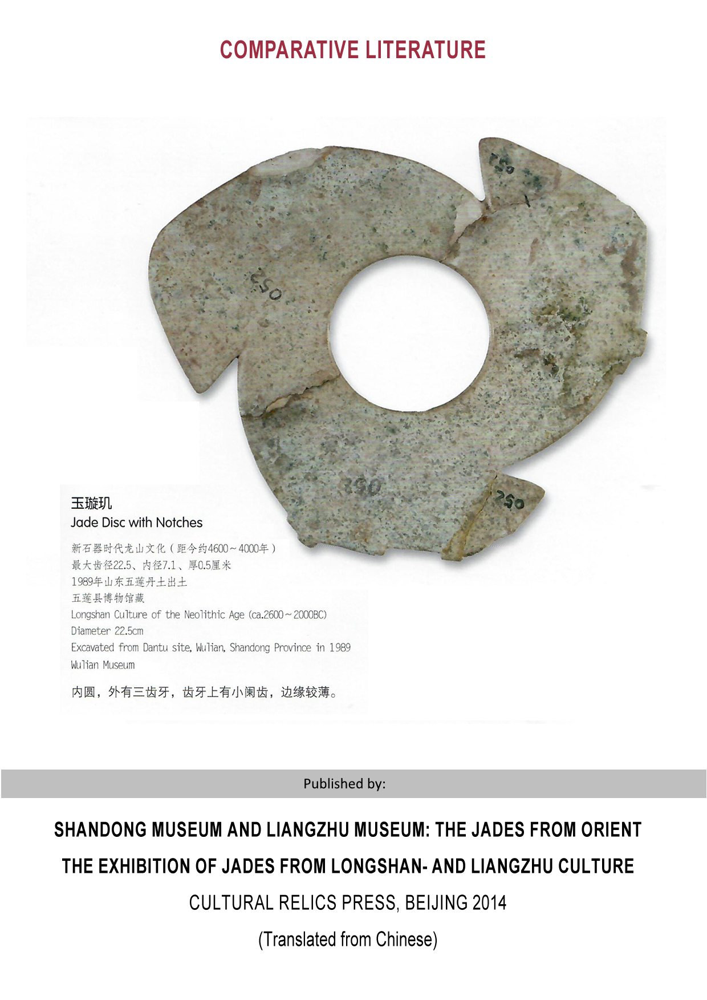 COMPARATIVE LITERATURE
052
052
052
052
玉璇玑
Jade Disc with Notches
新石器时代龙山文化（距今约4600～4000年）
最大齿径22.5、内径7.1、厚0.5厘米
1989年山东五莲丹土出土
五莲县博物馆藏
Longshan Culture of the Neolithic Age (ca.2600～2000BC)
Diameter 22.5cm
Excavated from Dantu site, Wulian, Shandong Province in 1989
Wulian Museum
内圆，外有三齿牙，齿牙上有小阑齿，边缘较薄。
Published by:
SHANDONG MUSEUM AND LIANGZHU MUSEUM: THE JADES FROM ORIENT
THE EXHIBITION OF JADES FROM LONGSHAN- AND LIANGZHU CULTURE
CULTURAL RELICS PRESS, BEIJING 2014
(Translated from Chinese)